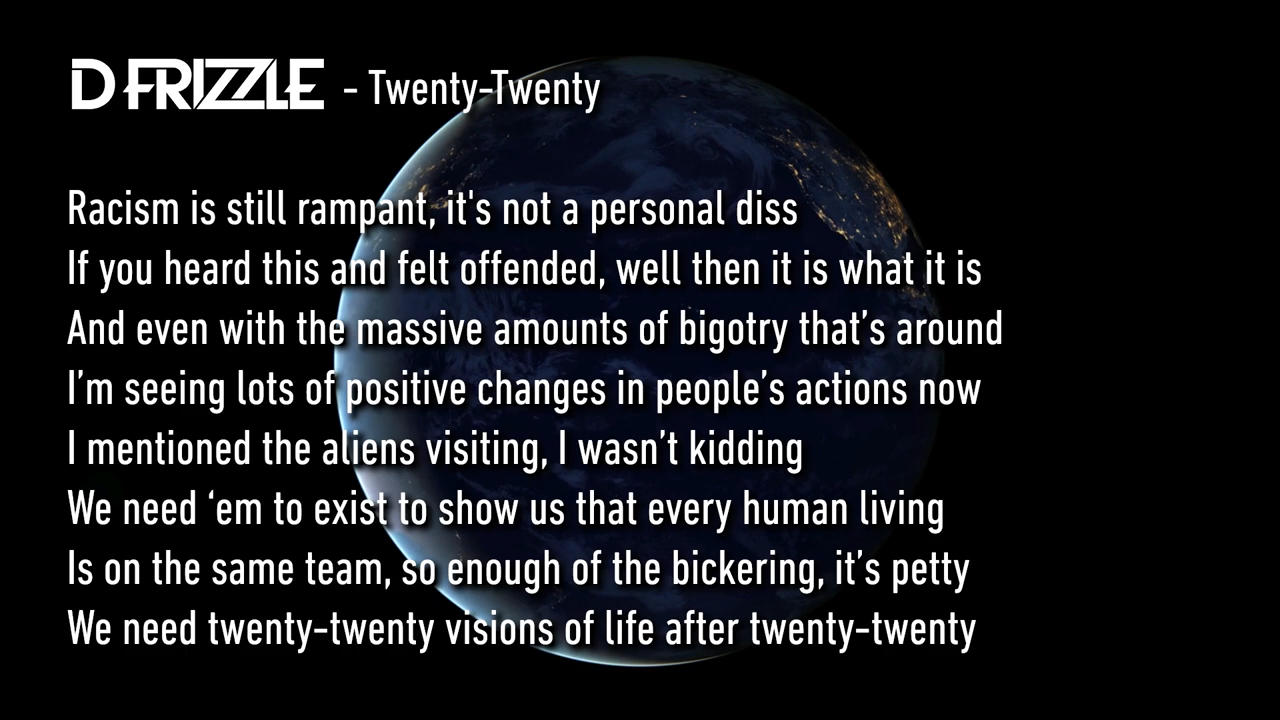 D FRIZZLE - Twenty-Twenty
Racism is still rampant, it's not a personal diss
If you heard this and felt offended, well then it is what it is
And even with the massive amounts of bigotry that’s around
I’m seeing lots of positive changes in people’s actions now
I mentioned the aliens visiting, I wasn’t kidding
We need ‘em to exist to show us that every human living
Is on the same team, so enough of the bickering, it’s petty
We need twenty-twenty visions of life after twenty-twenty